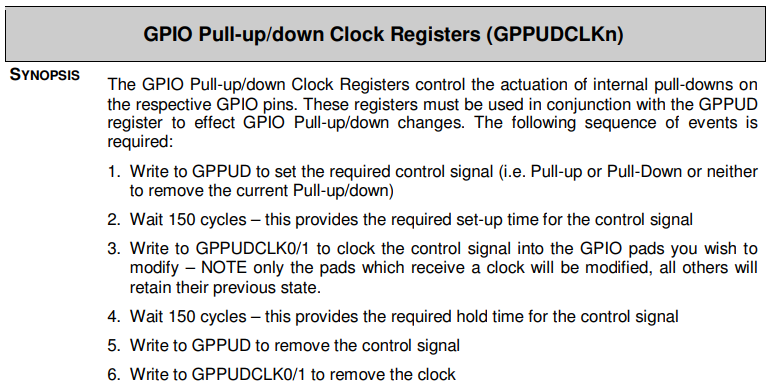 GPIO Pull-up/down Clock Registers (GPPUDCLKn)
SYNOPSIS
The GPIO Pull-up/down Clock Registers control the actuation of internal pull-downs on
the respective GPIO pins. These registers must be used in conjunction with the GPPUD
register to effect GPIO Pull-up/down changes. The following sequence of events is
required:
1. Write to GPPUD to set the required control signal (i.e. Pull-up or Pull-Down or neither
to remove the current Pull-up/down)
2. Wait 150 cycles – this provides the required set-up time for the control signal
3. Write to GPPUDCLK0/1 to clock the control signal into the GPIO pads you wish to
modify – NOTE only the pads which receive a clock will be modified, all others will
retain their previous state.
4. Wait 150 cycles – this provides the required hold time for the control signal
5. Write to GPPUD to remove the control signal
6. Write to GPPUDCLK0/1 to remove the clock